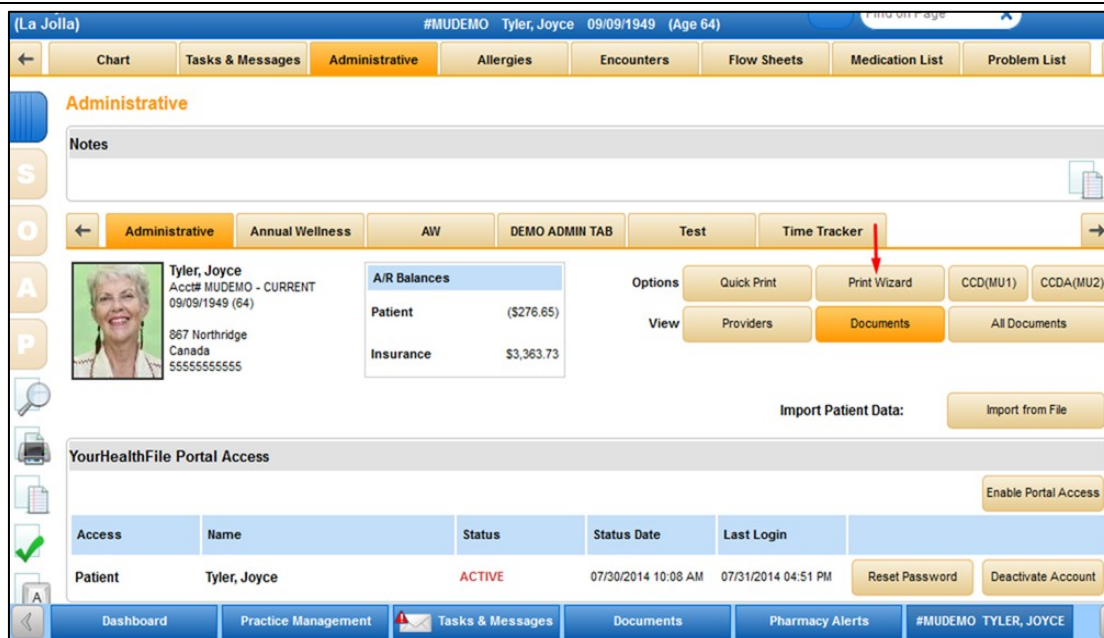 (La Jolla) #MUDEMO Tyler, Joyce 09/09/1949 (Age 64) Find on Page
Chart Tasks & Messages Administrative Allergies Encounters Flow Sheets Medication List Problem List
Administrative
Notes
S
O
A
P
Administrative Annual Wellness AW DEMO ADMIN TAB Test Time Tracker
Tyler, Joyce
Acct# MUDEMO - CURRENT
09/09/1949 (64)
867 Northridge
Canada
55555555555
A/R Balances
Patient ($276.65)
Insurance $3,363.73
Options Quick Print Print Wizard CCD(MU1) CCDA(MU2)
View Providers Documents All Documents
Import Patient Data: Import from File
YourHealthFile Portal Access
Enable Portal Access
Access Name Status Status Date Last Login
Patient Tyler, Joyce ACTIVE 07/30/2014 10:08 AM 07/31/2014 04:51 PM Reset Password Deactivate Account
A
Dashboard Practice Management Tasks & Messages Documents Pharmacy Alerts #MUDEMO TYLER, JOYCE